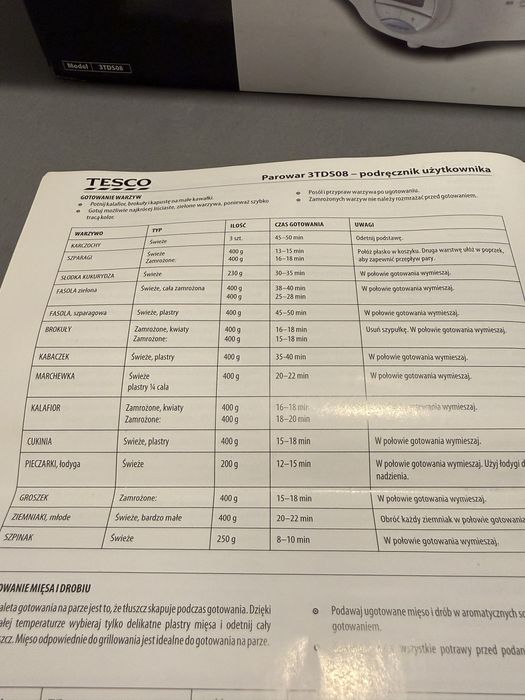 Model 3TDS08
TESCO
Parowar 3TDS08 – podręcznik użytkownika
GOTOWANIE WARZYW
Potnij kalafior, brokuły i kapustę na małe kawałki.
Gotuj możliwie najkrócej liściaste, zielone warzywa, ponieważ szybko
tracą kolor.
Posól i przypraw warzywa po ugotowaniu.
Zamrożonych warzyw nie należy rozmrażać przed gotowaniem.
WARZYWO TYP ILOŚĆ CZAS GOTOWANIA UWAGI
KARCZOCHY Świeże 3 szt. 45–50 min Odetnij podstawę.
SZPARAGI Świeże 400 g 13–15 min Połóż płasko w koszyku. Druga warstwę ułóż w poprzek,
Zamrożone: 400 g 16–18 min aby zapewnić przepływ pary.
SŁODKA KUKURYDZA Świeże 230 g 30–35 min W połowie gotowania wymieszaj.
FASOLA zielona Świeże, cała zamrożona 400 g 38–40 min W połowie gotowania wymieszaj.
400 g 25–28 min
FASOLA, szparagowa Świeże, plastry 400 g 45–50 min W połowie gotowania wymieszaj.
BROKUŁY Zamrożone, kwiaty 400 g 16–18 min Usuń szypułkę. W połowie gotowania wymieszaj.
Zamrożone: 400 g 15–18 min
KABACZEK Świeże, plastry 400 g 35-40 min W połowie gotowania wymieszaj.
MARCHEWKA Świeże 400 g 20–22 min W połowie gotowania wymieszaj.
plastry ¼ cala
KALAFIOR Zamrożone, kwiaty 400 g 16–18 min wymieszaj.
Zamrożone: 400 g 18–20 min
CUKINIA Świeże, plastry 400 g 15–18 min W połowie gotowania wymieszaj.
PIECZARKI, łodyga Świeże 200 g 12–15 min W połowie gotowania wymieszaj. Użyj łodygi d
nadzienia.
GROSZEK Zamrożone: 400 g 15–18 min W połowie gotowania wymieszaj.
ZIEMNIAKI, młode Świeże, bardzo małe 400 g 20–22 min Obróć każdy ziemniak w połowie gotowania
SZPINAK Świeże 250 g 8–10 min W połowie gotowania wymieszaj.
OWANIE MIĘSA I DROBIU
aleta gotowania na parze jest to, że tłuszcz skapuje podczas gotowania. Dzięki
ałej temperaturze wybieraj tylko delikatne plastry mięsa i odetnij cały
szcz. Mięso odpowiednie do grillowania jest idealne do gotowania na parze.
Podawaj ugotowane mięso i drób w aromatycznych so
gotowaniem.
wszystkie potrawy przed podan